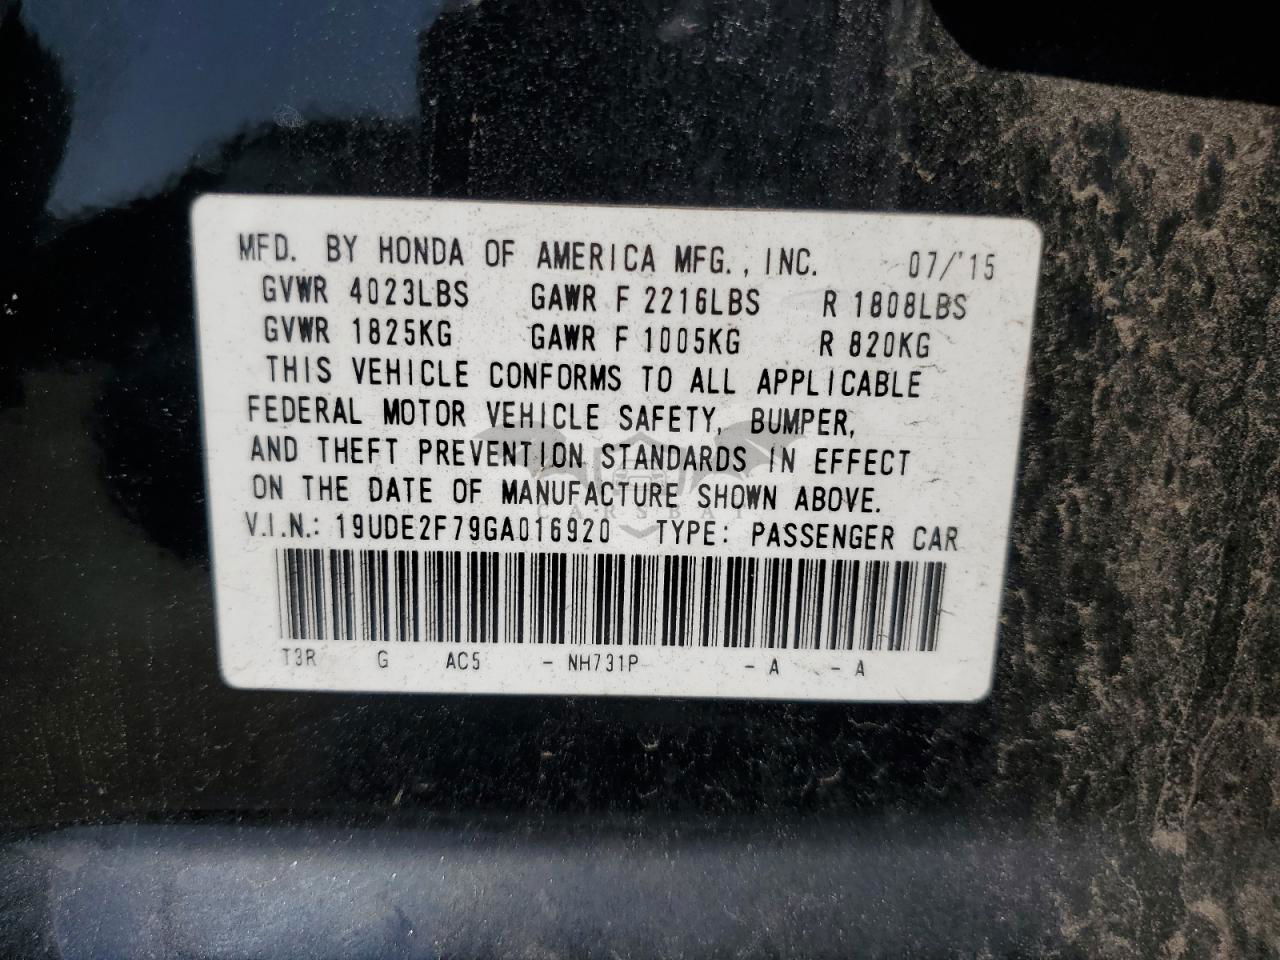 MFD. BY HONDA OF AMERICA MFG., INC. 07/'15
GVWR 4023LBS GAWR F 2216LBS R 1808LBS
GVWR 1825KG GAWR F 1005KG R 820KG
THIS VEHICLE CONFORMS TO ALL APPLICABLE
FEDERAL MOTOR VEHICLE SAFETY, BUMPER,
AND THEFT PREVENTION STANDARDS IN EFFECT
ON THE DATE OF MANUFACTURE SHOWN ABOVE.
CARSBAT
V.I.N.: 19UDE2F79GA016920 TYPE: PASSENGER CAR
T3R G AC5 - NH731P - A - A